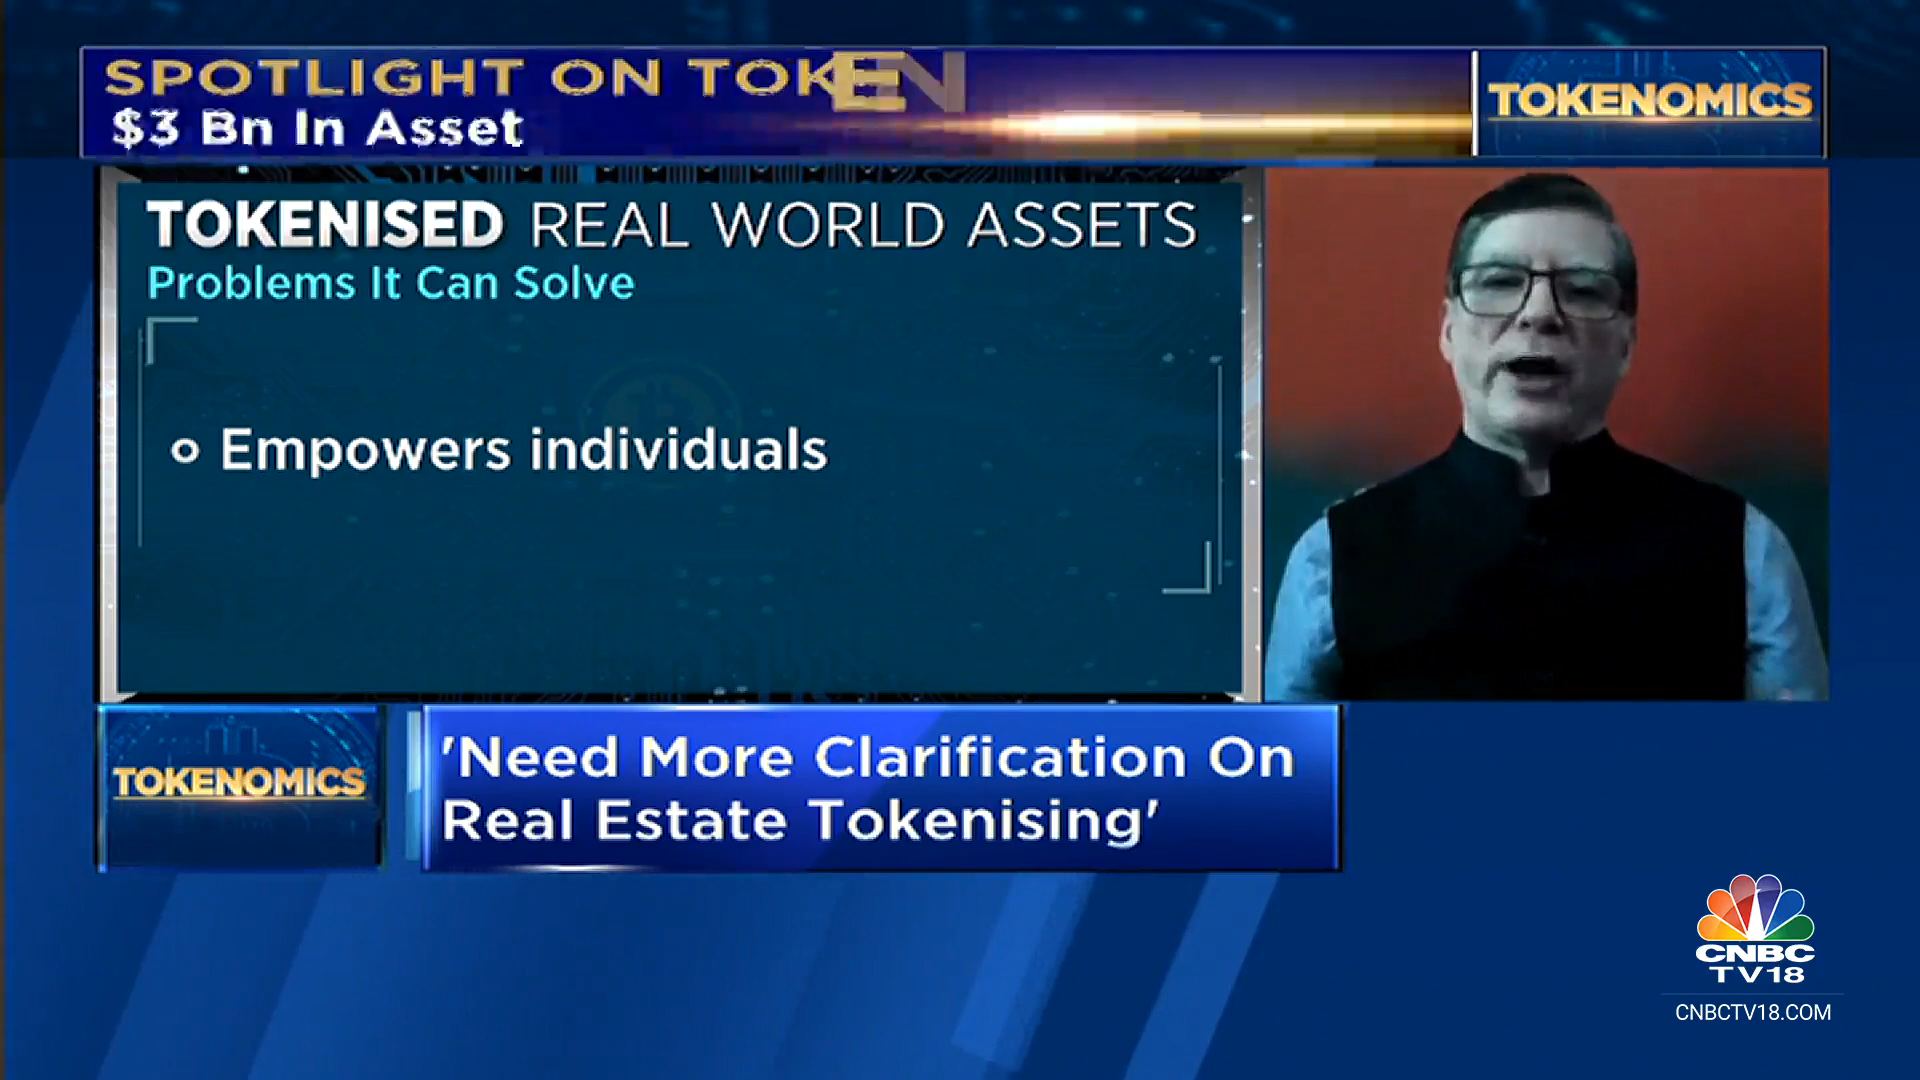 SPOTLIGHT ON TOKEN
$3 Bn In Asset
TOKENOMICS
TOKENISED REAL WORLD ASSETS
Problems It Can Solve
Empowers individuals
TOKENOMICS
'Need More Clarification On
Real Estate Tokenising'
CNBC
TV18
CNBCTV18.COM